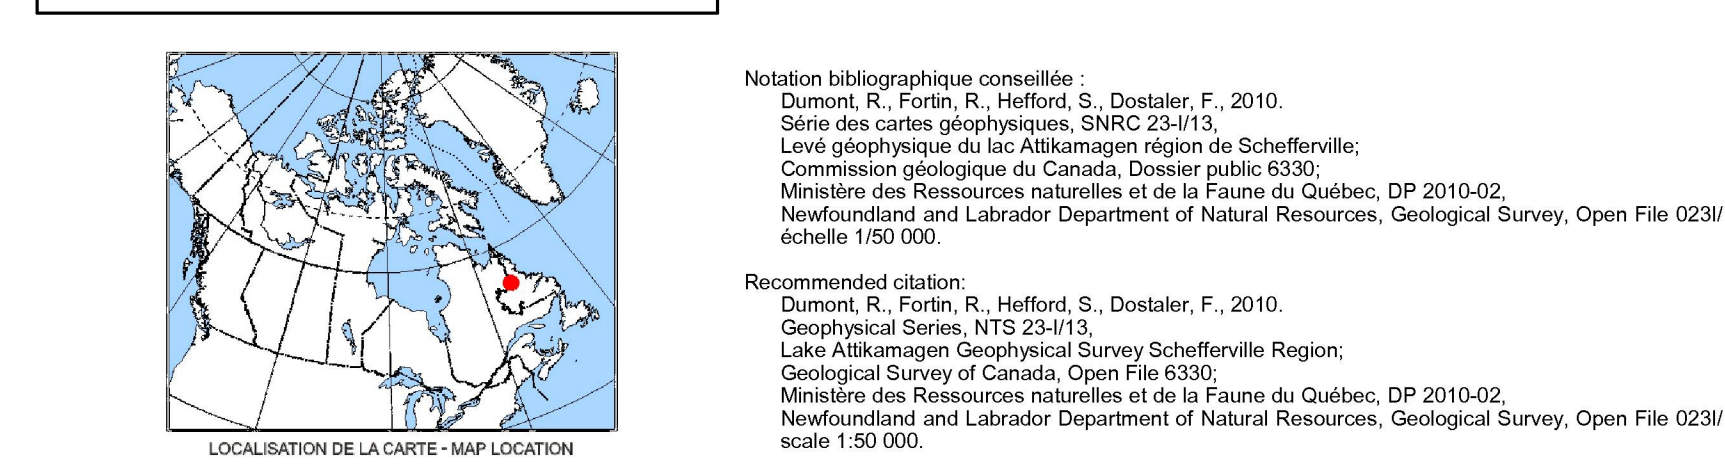 Notation bibliographique conseillée :
Dumont, R., Fortin, R., Hefford, S., Dostaler, F., 2010.
Série des cartes géophysiques, SNRC 23-I/13,
Levé géophysique du lac Attikamagen région de Schefferville;
Commission géologique du Canada, Dossier public 6330;
Ministère des Ressources naturelles et de la Faune du Québec, DP 2010-02,
Newfoundland and Labrador Department of Natural Resources, Geological Survey, Open File 023I/
échelle 1/50 000.
Recommended citation:
Dumont, R., Fortin, R., Hefford, S., Dostaler, F., 2010.
Geophysical Series, NTS 23-I/13,
Lake Attikamagen Geophysical Survey Schefferville Region;
Geological Survey of Canada, Open File 6330;
Ministère des Ressources naturelles et de la Faune du Québec, DP 2010-02,
Newfoundland and Labrador Department of Natural Resources, Geological Survey, Open File 023I/
scale 1:50 000.
LOCALISATION DE LA CARTE - MAP LOCATION